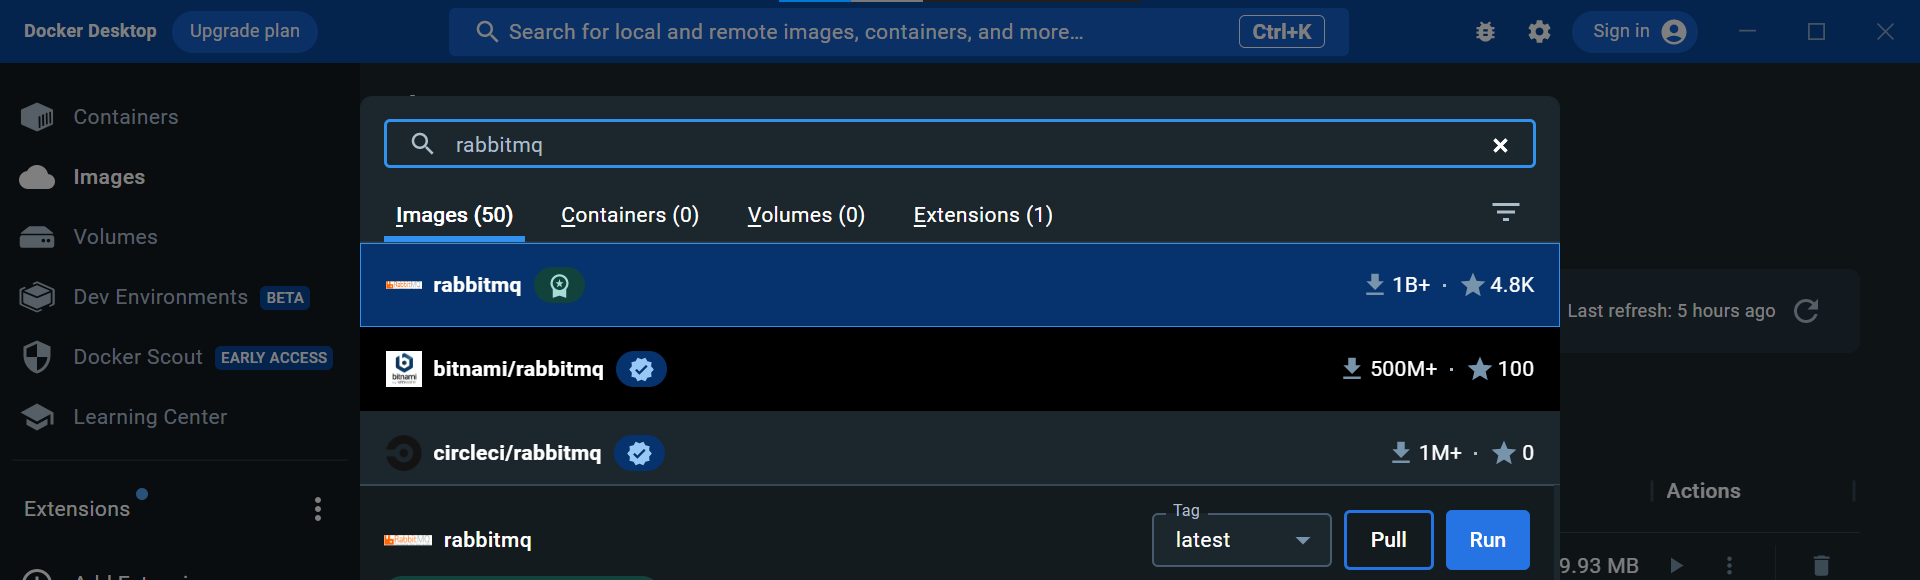 Docker Desktop
Upgrade plan
Search for local and remote images, containers, and more...
Ctrl+K
Sign in
Containers
Images
Volumes
Dev Environments BETA
Docker Scout EARLY ACCESS
Learning Center
Extensions
rabbitmq
Images (50)
Containers (0)
Volumes (0)
Extensions (1)
rabbitmq
1B+ · 4.8K
bitnami
bitnami/rabbitmq
500M+ · 100
circleci/rabbitmq
1M+ · 0
RabbitMQ
rabbitmq
Tag
latest
Pull
Run
Last refresh: 5 hours ago
Actions
9.93 MB